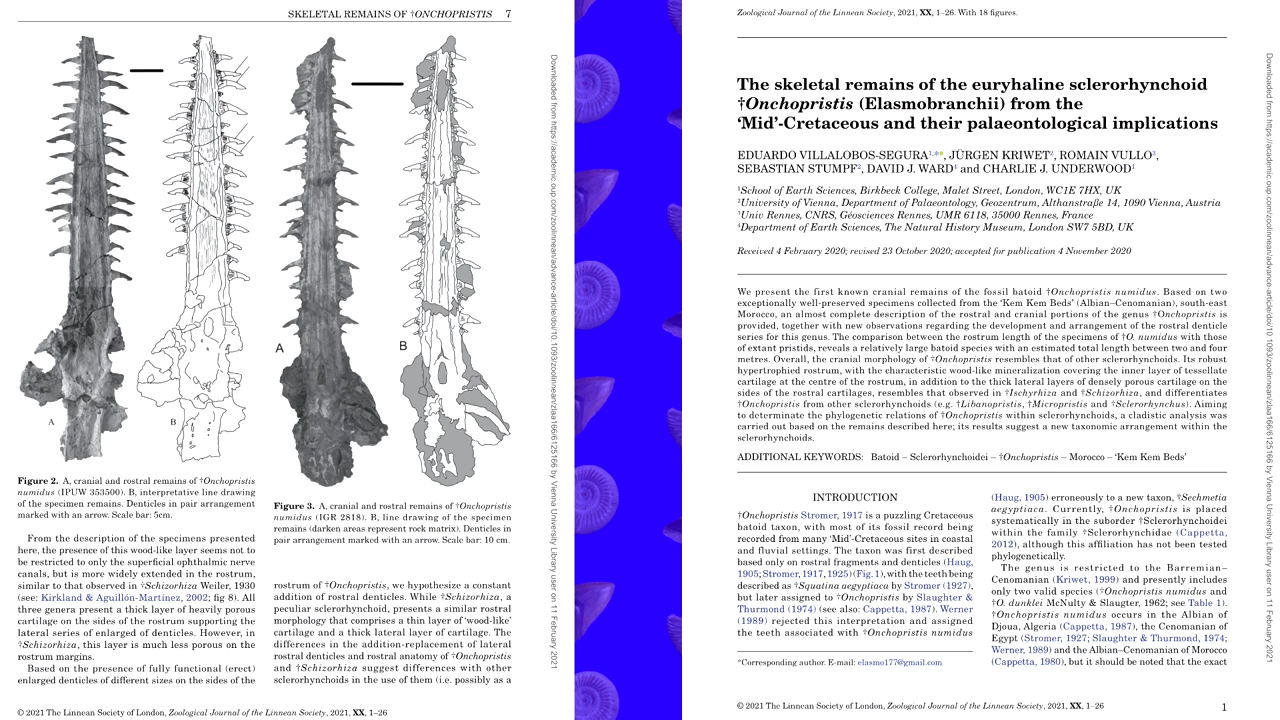 SKELETAL REMAINS OF †ONCHOPRISTIS 7
A
B
A
B
Figure 2. A, cranial and rostral remains of †Onchopristis
numidus (IPUW 353500). B, interpretative line drawing
of the specimen remains. Denticles in pair arrangement
marked with an arrow. Scale bar: 5cm.
From the description of the specimens presented
here, the presence of this wood-like layer seems not to
be restricted to only the superficial ophthalmic nerve
canals, but is more widely extended in the rostrum,
similar to that observed in †Schizorhiza Weiler, 1930
(see: Kirkland & Aguillón-Martínez, 2002; fig 8). All
three genera present a thick layer of heavily porous
cartilage on the sides of the rostrum supporting the
lateral series of enlarged of denticles. However, in
†Schizorhiza, this layer is much less porous on the
rostrum margins.
Based on the presence of fully functional (erect)
enlarged denticles of different sizes on the sides of the
Figure 3. A, cranial and rostral remains of †Onchopristis
numidus (IGR 2818). B, line drawing of the specimen
remains (darken areas represent rock matrix). Denticles in
pair arrangement marked with an arrow. Scale bar: 10 cm.
rostrum of †Onchopristis, we hypothesize a constant
addition of rostral denticles. While †Schizorhiza, a
peculiar sclerorhynchoid, presents a similar rostral
morphology that comprises a thin layer of ‘wood-like’
cartilage and a thick lateral layer of cartilage. The
differences in the addition-replacement of lateral
rostral denticles and rostral anatomy of †Onchopristis
and †Schizorhiza suggest differences with other
sclerorhynchoids in the use of them (i.e. possibly as a
© 2021 The Linnean Society of London, Zoological Journal of the Linnean Society, 2021, XX, 1–26
Downloaded from https://academic.oup.com/zoolinnean/advance-article/doi/10.1093/zoolinnean/zlaa166/6125166 by Vienna University Library user on 11 February 2021
Zoological Journal of the Linnean Society, 2021, XX, 1–26. With 18 figures.
The skeletal remains of the euryhaline sclerorhynchoid
†Onchopristis (Elasmobranchii) from the
‘Mid’-Cretaceous and their palaeontological implications
EDUARDO VILLALOBOS-SEGURA1,*, JÜRGEN KRIWET2, ROMAIN VULLO3,
SEBASTIAN STUMPF2, DAVID J. WARD4 and CHARLIE J. UNDERWOOD1
1School of Earth Sciences, Birkbeck College, Malet Street, London, WC1E 7HX, UK
2University of Vienna, Department of Palaeontology, Geozentrum, Althanstraße 14, 1090 Vienna, Austria
3Univ Rennes, CNRS, Géosciences Rennes, UMR 6118, 35000 Rennes, France
4Department of Earth Sciences, The Natural History Museum, London SW7 5BD, UK
Received 4 February 2020; revised 23 October 2020; accepted for publication 4 November 2020
We present the first known cranial remains of the fossil batoid †Onchopristis numidus. Based on two
exceptionally well-preserved specimens collected from the ‘Kem Kem Beds’ (Albian–Cenomanian), south-east
Morocco, an almost complete description of the rostral and cranial portions of the genus †Onchopristis is
provided, together with new observations regarding the development and arrangement of the rostral denticle
series for this genus. The comparison between the rostrum length of the specimens of †O. numidus with those
of extant pristids, reveals a relatively large batoid species with an estimated total length between two and four
metres. Overall, the cranial morphology of †Onchopristis resembles that of other sclerorhynchoids. Its robust
hypertrophied rostrum, with the characteristic wood-like mineralization covering the inner layer of tessellate
cartilage at the centre of the rostrum, in addition to the thick lateral layers of densely porous cartilage on the
sides of the rostral cartilages, resembles that observed in †Ischyrhiza and †Schizorhiza, and differentiates
†Onchopristis from other sclerorhynchoids (e.g. †Libanopristis, †Micropristis and †Sclerorhynchus). Aiming
to determinate the phylogenetic relations of †Onchopristis within sclerorhynchoids, a cladistic analysis was
carried out based on the remains described here; its results suggest a new taxonomic arrangement within the
sclerorhynchoids.
ADDITIONAL KEYWORDS: Batoid – Sclerorhynchoidei – †Onchopristis – Morocco – ‘Kem Kem Beds’
INTRODUCTION
†Onchopristis Stromer, 1917 is a puzzling Cretaceous
batoid taxon, with most of its fossil record being
recorded from many ‘Mid’-Cretaceous sites in coastal
and fluvial settings. The taxon was first described
based only on rostral fragments and denticles (Haug,
1905; Stromer, 1917, 1925) (Fig. 1), with the teeth being
described as †Squatina aegyptiaca by Stromer (1927),
but later assigned to †Onchopristis by Slaughter &
Thurmond (1974) (see also: Cappetta, 1987). Werner
(1989) rejected this interpretation and assigned
the teeth associated with †Onchopristis numidus
*Corresponding author. E-mail: elasmo177@gmail.com
(Haug, 1905) erroneously to a new taxon, †Sechmetia
aegyptiaca. Currently, †Onchopristis is placed
systematically in the suborder †Sclerorhynchoidei
within the family †Sclerorhynchidae (Cappetta,
2012), although this affiliation has not been tested
phylogenetically.
The genus is restricted to the Barremian–
Cenomanian (Kriwet, 1999) and presently includes
only two valid species (†Onchopristis numidus and
†O. dunklei McNulty & Slaugter, 1962; see Table 1).
†Onchopristis numidus occurs in the Albian of
Djoua, Algeria (Cappetta, 1987), the Cenomanian of
Egypt (Stromer, 1927; Slaughter & Thurmond, 1974;
Werner, 1989) and the Albian–Cenomanian of Morocco
(Cappetta, 1980), but it should be noted that the exact
© 2021 The Linnean Society of London, Zoological Journal of the Linnean Society, 2021, XX, 1–26
1
Downloaded from https://academic.oup.com/zoolinnean/advance-article/doi/10.1093/zoolinnean/zlaa166/6125166 by Vienna University Library user on 11 February 2021